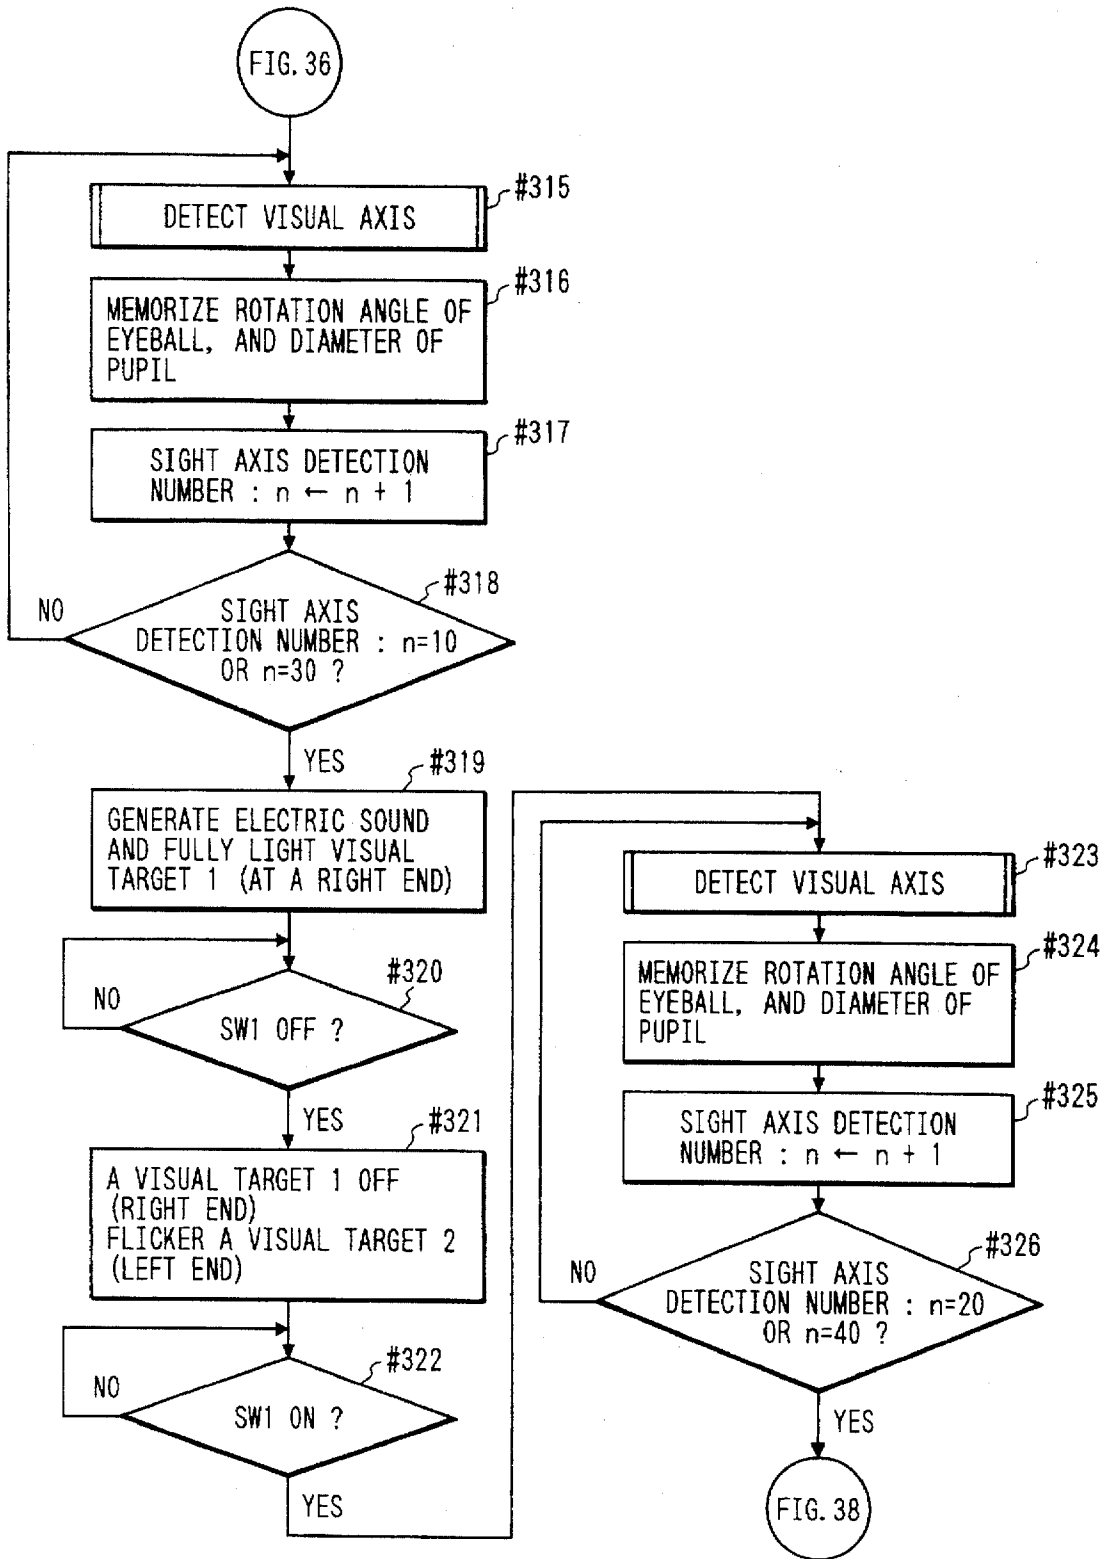 FIG. 36
#315
DETECT VISUAL AXIS
#316
MEMORIZE ROTATION ANGLE OF
EYEBALL, AND DIAMETER OF
PUPIL
#317
SIGHT AXIS DETECTION
NUMBER : n ← n + 1
#318
NO
SIGHT AXIS
DETECTION NUMBER : n=10
OR n=30 ?
YES
#319
GENERATE ELECTRIC SOUND
AND FULLY LIGHT VISUAL
TARGET 1 (AT A RIGHT END)
#320
NO
SW1 OFF ?
YES
#321
A VISUAL TARGET 1 OFF
(RIGHT END)
FLICKER A VISUAL TARGET 2
(LEFT END)
#322
NO
SW1 ON ?
YES
#323
DETECT VISUAL AXIS
#324
MEMORIZE ROTATION ANGLE OF
EYEBALL, AND DIAMETER OF
PUPIL
#325
SIGHT AXIS DETECTION
NUMBER : n ← n + 1
#326
NO
SIGHT AXIS
DETECTION NUMBER : n=20
OR n=40 ?
YES
FIG. 38